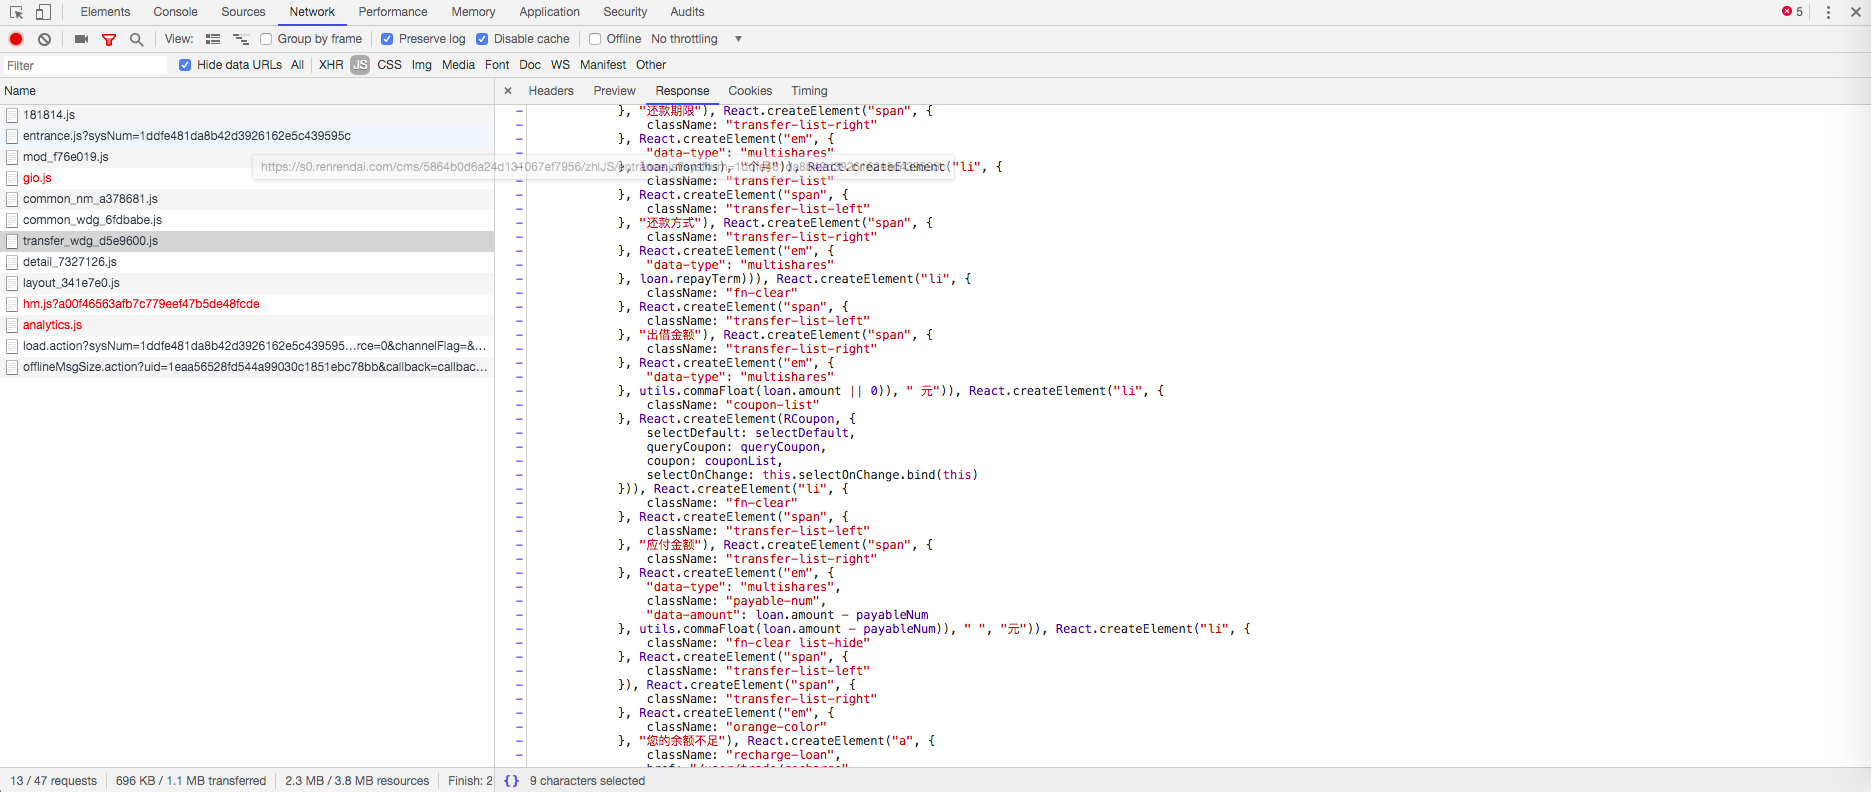 Elements Console Sources Network Performance Memory Application Security Audits 5
View: Group by frame Preserve log Disable cache Offline No throttling
Filter Hide data URLs All XHR JS CSS Img Media Font Doc WS Manifest Other
Name
181814.js
entrance.js?sysNum=1ddfe481da8b42d3926162e5c439595c
mod_f76e019.js
gio.js
common_nm_a378681.js
common_wdg_6fdbabe.js
transfer_wdg_d5e9600.js
detail_7327126.js
layout_341e7e0.js
hm.js?a00f46563afb7c779eef47b5de48fcde
analytics.js
load.action?sysNum=1ddfe481da8b42d3926162e5c439595...rce=0&channelFlag=&...
offlineMsgSize.action?uid=1eaa56528fd544a99030c1851ebc78bb&callback=callbac...
13 / 47 requests 696 KB / 1.1 MB transferred 2.3 MB / 3.8 MB resources Finish: 2
Headers Preview Response Cookies Timing
}, "还款期限"), React.createElement("span", {
className: "transfer-list-right"
}, React.createElement("em", {
"data-type": "multishares"
}, loan.months), "个月")), React.createElement("li", {
className: "transfer-list"
}, React.createElement("span", {
className: "transfer-list-left"
}, "还款方式"), React.createElement("span", {
className: "transfer-list-right"
}, React.createElement("em", {
"data-type": "multishares"
}, loan.repayTerm))), React.createElement("li", {
className: "fn-clear"
}, React.createElement("span", {
className: "transfer-list-left"
}, "出借金额"), React.createElement("span", {
className: "transfer-list-right"
}, React.createElement("em", {
"data-type": "multishares"
}, utils.commaFloat(loan.amount || 0)), " 元")), React.createElement("li", {
className: "coupon-list"
}, React.createElement(RCoupon, {
selectDefault: selectDefault,
queryCoupon: queryCoupon,
coupon: couponList,
selectOnChange: this.selectOnChange.bind(this)
})), React.createElement("li", {
className: "fn-clear"
}, React.createElement("span", {
className: "transfer-list-left"
}, "应付金额"), React.createElement("span", {
className: "transfer-list-right"
}, React.createElement("em", {
"data-type": "multishares",
className: "payable-num",
"data-amount": loan.amount - payableNum
}, utils.commaFloat(loan.amount - payableNum)), " ", "元")), React.createElement("li", {
className: "fn-clear list-hide"
}, React.createElement("span", {
className: "transfer-list-left"
}), React.createElement("span", {
className: "transfer-list-right"
}, React.createElement("em", {
className: "orange-color"
}, "您的余额不足"), React.createElement("a", {
className: "recharge-loan",
{} 9 characters selected